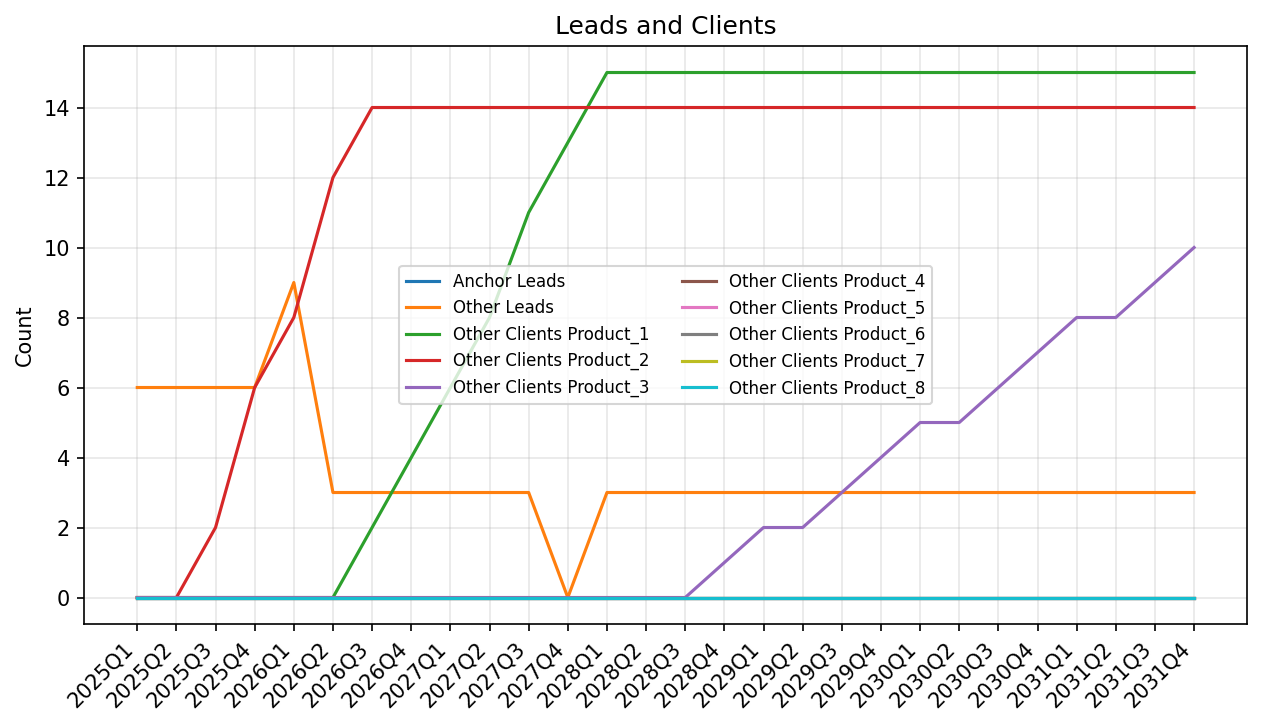 Leads and Clients
Count
14
12
10
8
6
4
2
0
Anchor Leads
Other Leads
Other Clients Product_1
Other Clients Product_2
Other Clients Product_3
Other Clients Product_4
Other Clients Product_5
Other Clients Product_6
Other Clients Product_7
Other Clients Product_8
2025Q1
2025Q2
2025Q3
2025Q4
2026Q1
2026Q2
2026Q3
2026Q4
2027Q1
2027Q2
2027Q3
2027Q4
2028Q1
2028Q2
2028Q3
2028Q4
2029Q1
2029Q2
2029Q3
2029Q4
2030Q1
2030Q2
2030Q3
2030Q4
2031Q1
2031Q2
2031Q3
2031Q4